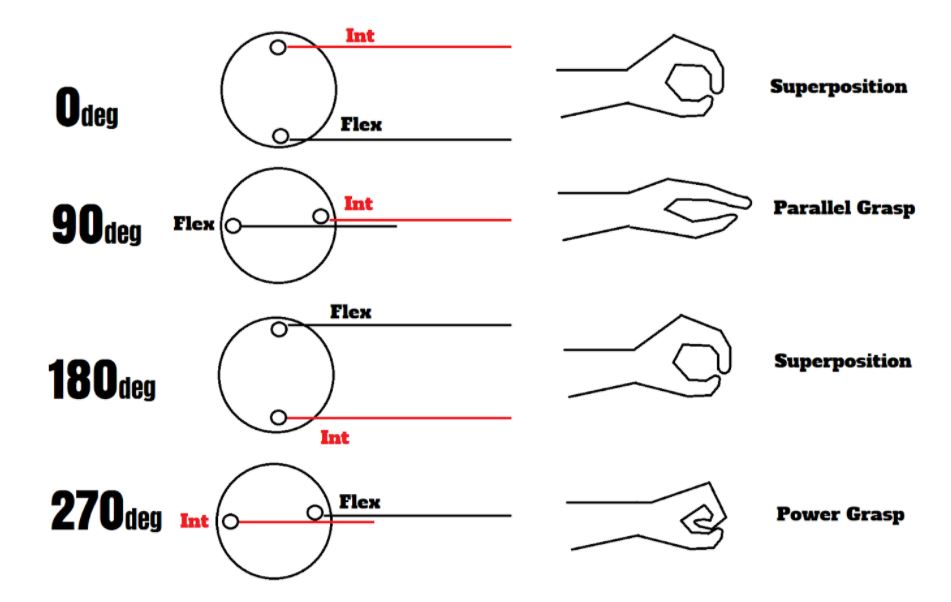 Int
0deg
Flex
Superposition
90deg
Flex
Int
Parallel Grasp
Flex
180deg
Int
Superposition
270deg
Int
Flex
Power Grasp